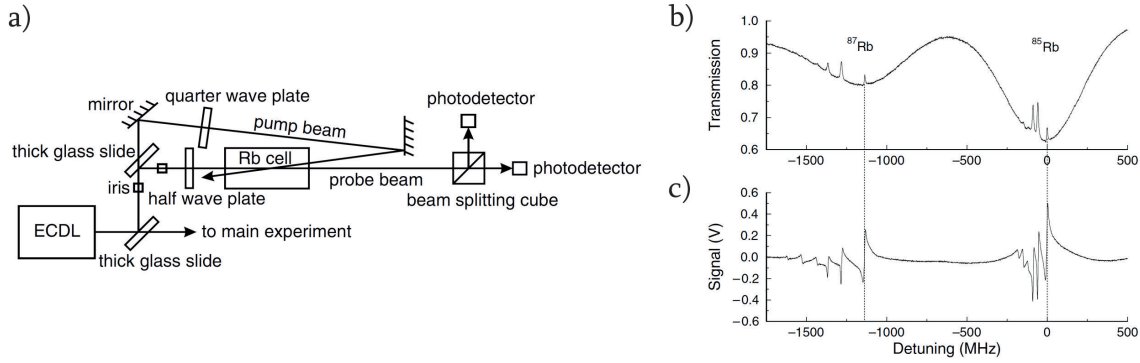 a)
mirror
quarter wave plate
pump beam
photodetector
thick glass slide
Rb cell
photodetector
iris
half wave plate
probe beam
beam splitting cube
ECDL
to main experiment
thick glass slide
b)
1.0
0.9
0.8
0.7
0.6
Transmission
⁸⁷Rb
⁸⁵Rb
−1500 −1000 −500 0 500
c)
0.6
0.4
0.2
0.0
−0.2
−0.4
−0.6
Signal (V)
−1500 −1000 −500 0 500
Detuning (MHz)